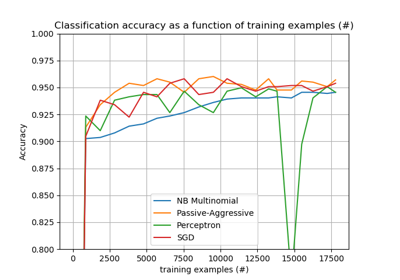 Classification accuracy as a function of training examples (#)
1.000
0.975
0.950
0.925
0.900
0.875
0.850
0.825
0.800
Accuracy
NB Multinomial
Passive-Aggressive
Perceptron
SGD
0 2500 5000 7500 10000 12500 15000 17500
training examples (#)